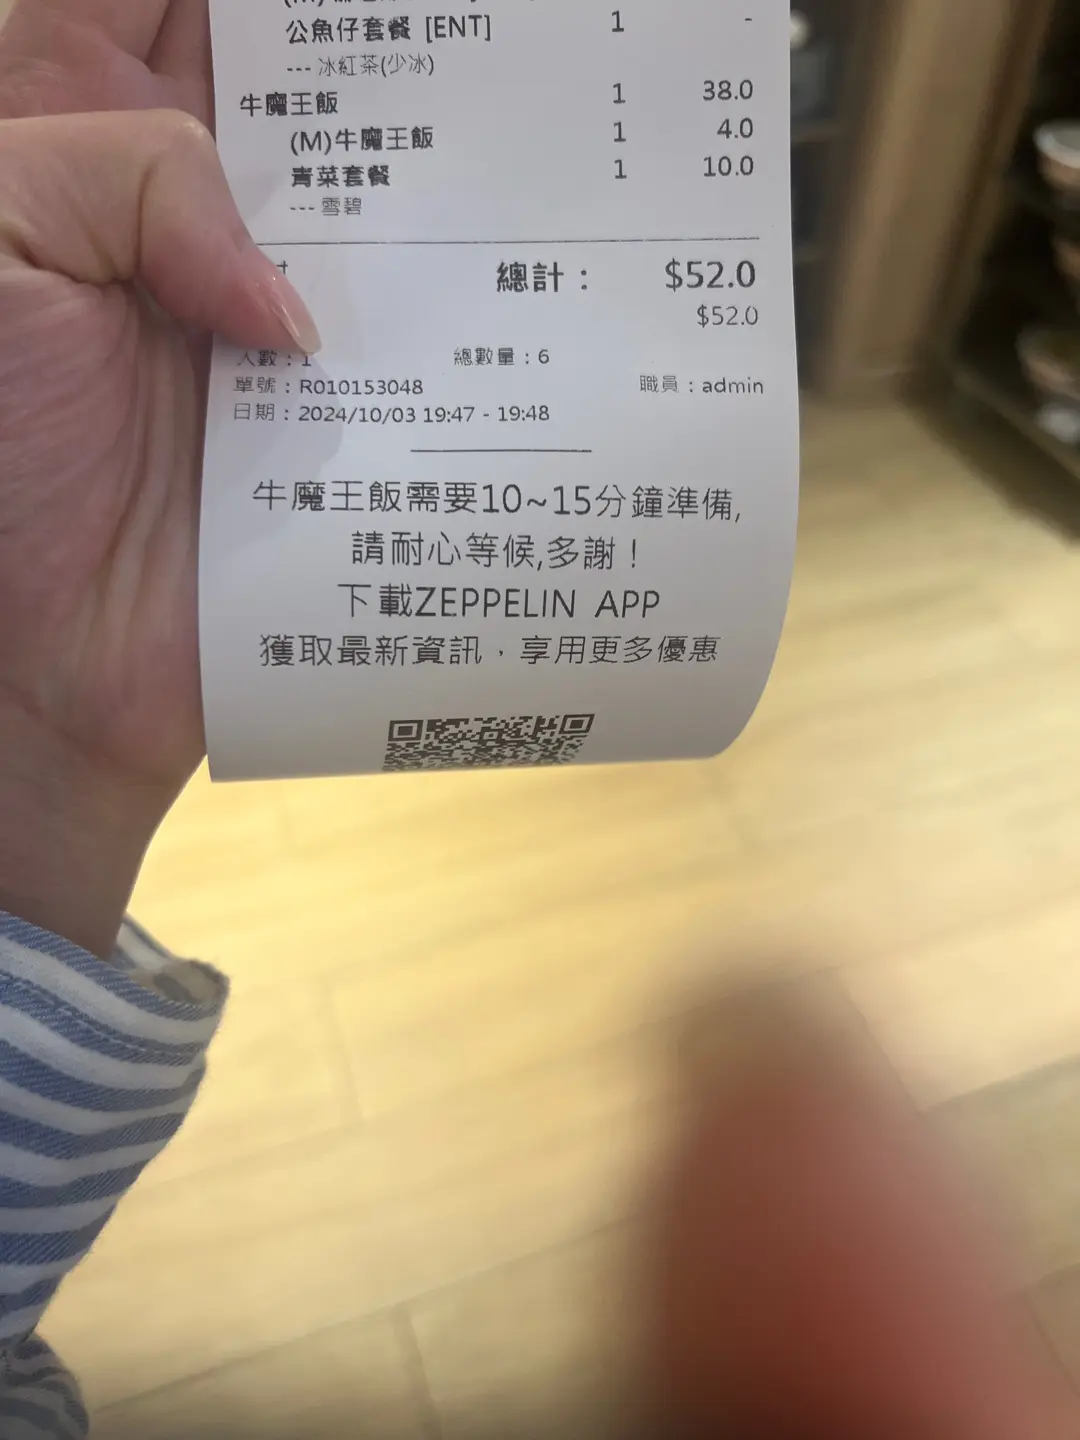 (M)
公魚仔套餐 [ENT] 1 -
--- 冰紅茶(少冰)
牛魔王飯 1 38.0
(M)牛魔王飯 1 4.0
青菜套餐 1 10.0
--- 雪碧
總計： $52.0
$52.0
人數：1 總數量：6
單號：R010153048 職員：admin
日期：2024/10/03 19:47 - 19:48
牛魔王飯需要10~15分鐘準備,
請耐心等候,多謝！
下載ZEPPELIN APP
獲取最新資訊，享用更多優惠